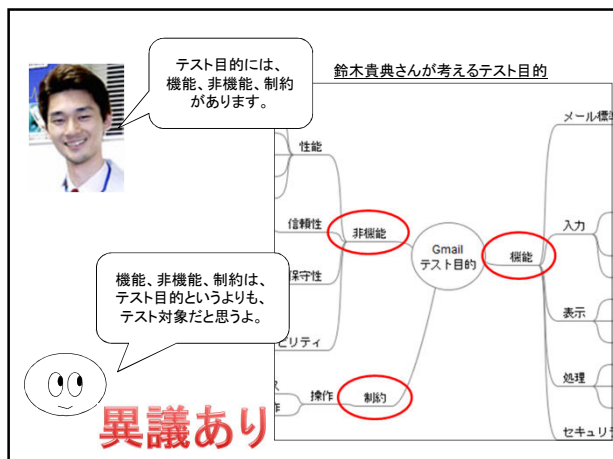 テスト目的には、
機能、非機能、制約
があります。
鈴木貴典さんが考えるテスト目的
メール標準
性能
信頼性
非機能
保守性
ビリティ
Gmail
テスト目的
機能
入力
表示
処理
セキュリテ
操作
制約
機能、非機能、制約は、
テスト目的というよりも、
テスト対象だと思うよ。
異議あり